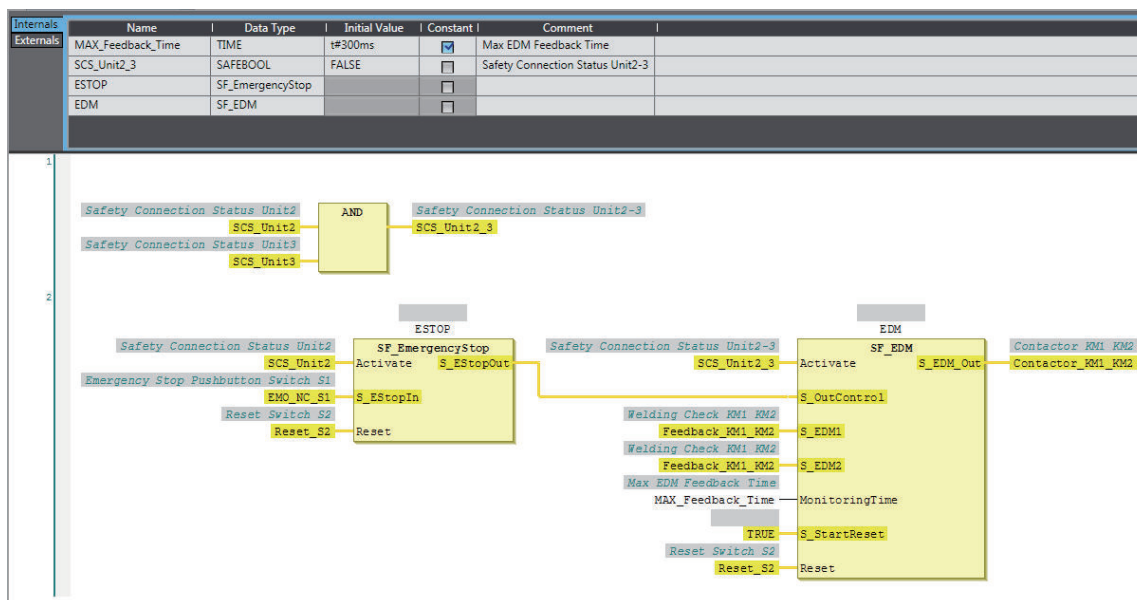 Internals
Externals
Name Data Type Initial Value Constant Comment
MAX_Feedback_Time TIME t#300ms Max EDM Feedback Time
SCS_Unit2_3 SAFEBOOL FALSE Safety Connection Status Unit2-3
ESTOP SF_EmergencyStop
EDM SF_EDM
1
Safety Connection Status Unit2 AND Safety Connection Status Unit2-3
SCS_Unit2 SCS_Unit2_3
Safety Connection Status Unit3
SCS_Unit3
2
ESTOP EDM
Safety Connection Status Unit2 SF_EmergencyStop Safety Connection Status Unit2-3 SF_EDM Contactor KM1 KM2
SCS_Unit2 Activate S_EStopOut SCS_Unit2_3 Activate S_EDM_Out Contactor_KM1_KM2
Emergency Stop Pushbutton Switch S1
EMO_NC_S1 S_EStopIn S_OutControl
Reset Switch S2 Welding Check KM1 KM2
Reset_S2 Reset Feedback_KM1_KM2 S_EDM1
Welding Check KM1 KM2
Feedback_KM1_KM2 S_EDM2
Max EDM Feedback Time
MAX_Feedback_Time MonitoringTime
TRUE S_StartReset
Reset Switch S2
Reset_S2 Reset